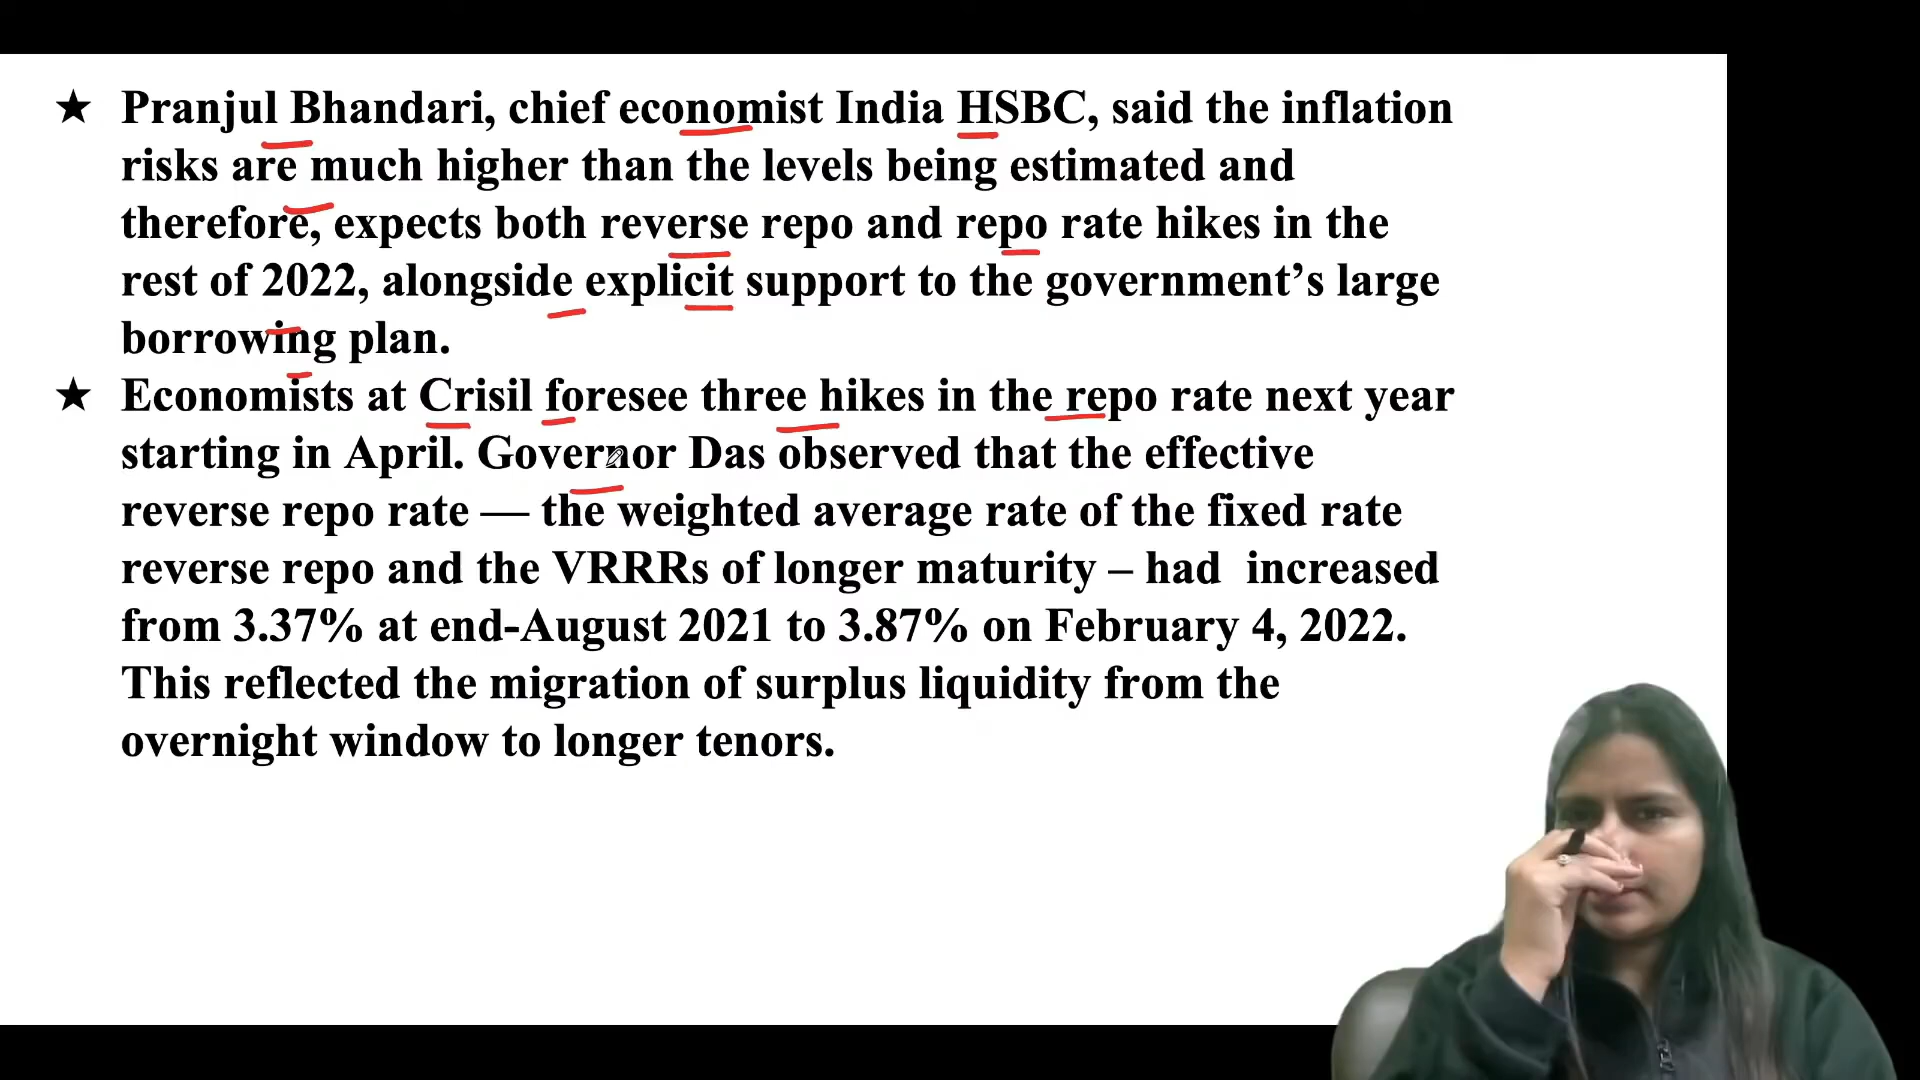 ★ Pranjul Bhandari, chief economist India HSBC, said the inflation
risks are much higher than the levels being estimated and
therefore, expects both reverse repo and repo rate hikes in the
rest of 2022, alongside explicit support to the government’s large
borrowing plan.
★ Economists at Crisil foresee three hikes in the repo rate next year
starting in April. Governor Das observed that the effective
reverse repo rate — the weighted average rate of the fixed rate
reverse repo and the VRRRs of longer maturity – had  increased
from 3.37% at end-August 2021 to 3.87% on February 4, 2022.
This reflected the migration of surplus liquidity from the
overnight window to longer tenors.